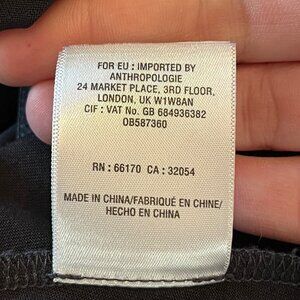 FOR EU : IMPORTED BY
ANTHROPOLOGIE
24 MARKET PLACE, 3RD FLOOR,
LONDON, UK W1W8AN
CIF : VAT No. GB 684936382
OB587360
RN : 66170 CA : 32054
MADE IN CHINA/FABRIQUÉ EN CHINE/
HECHO EN CHINA